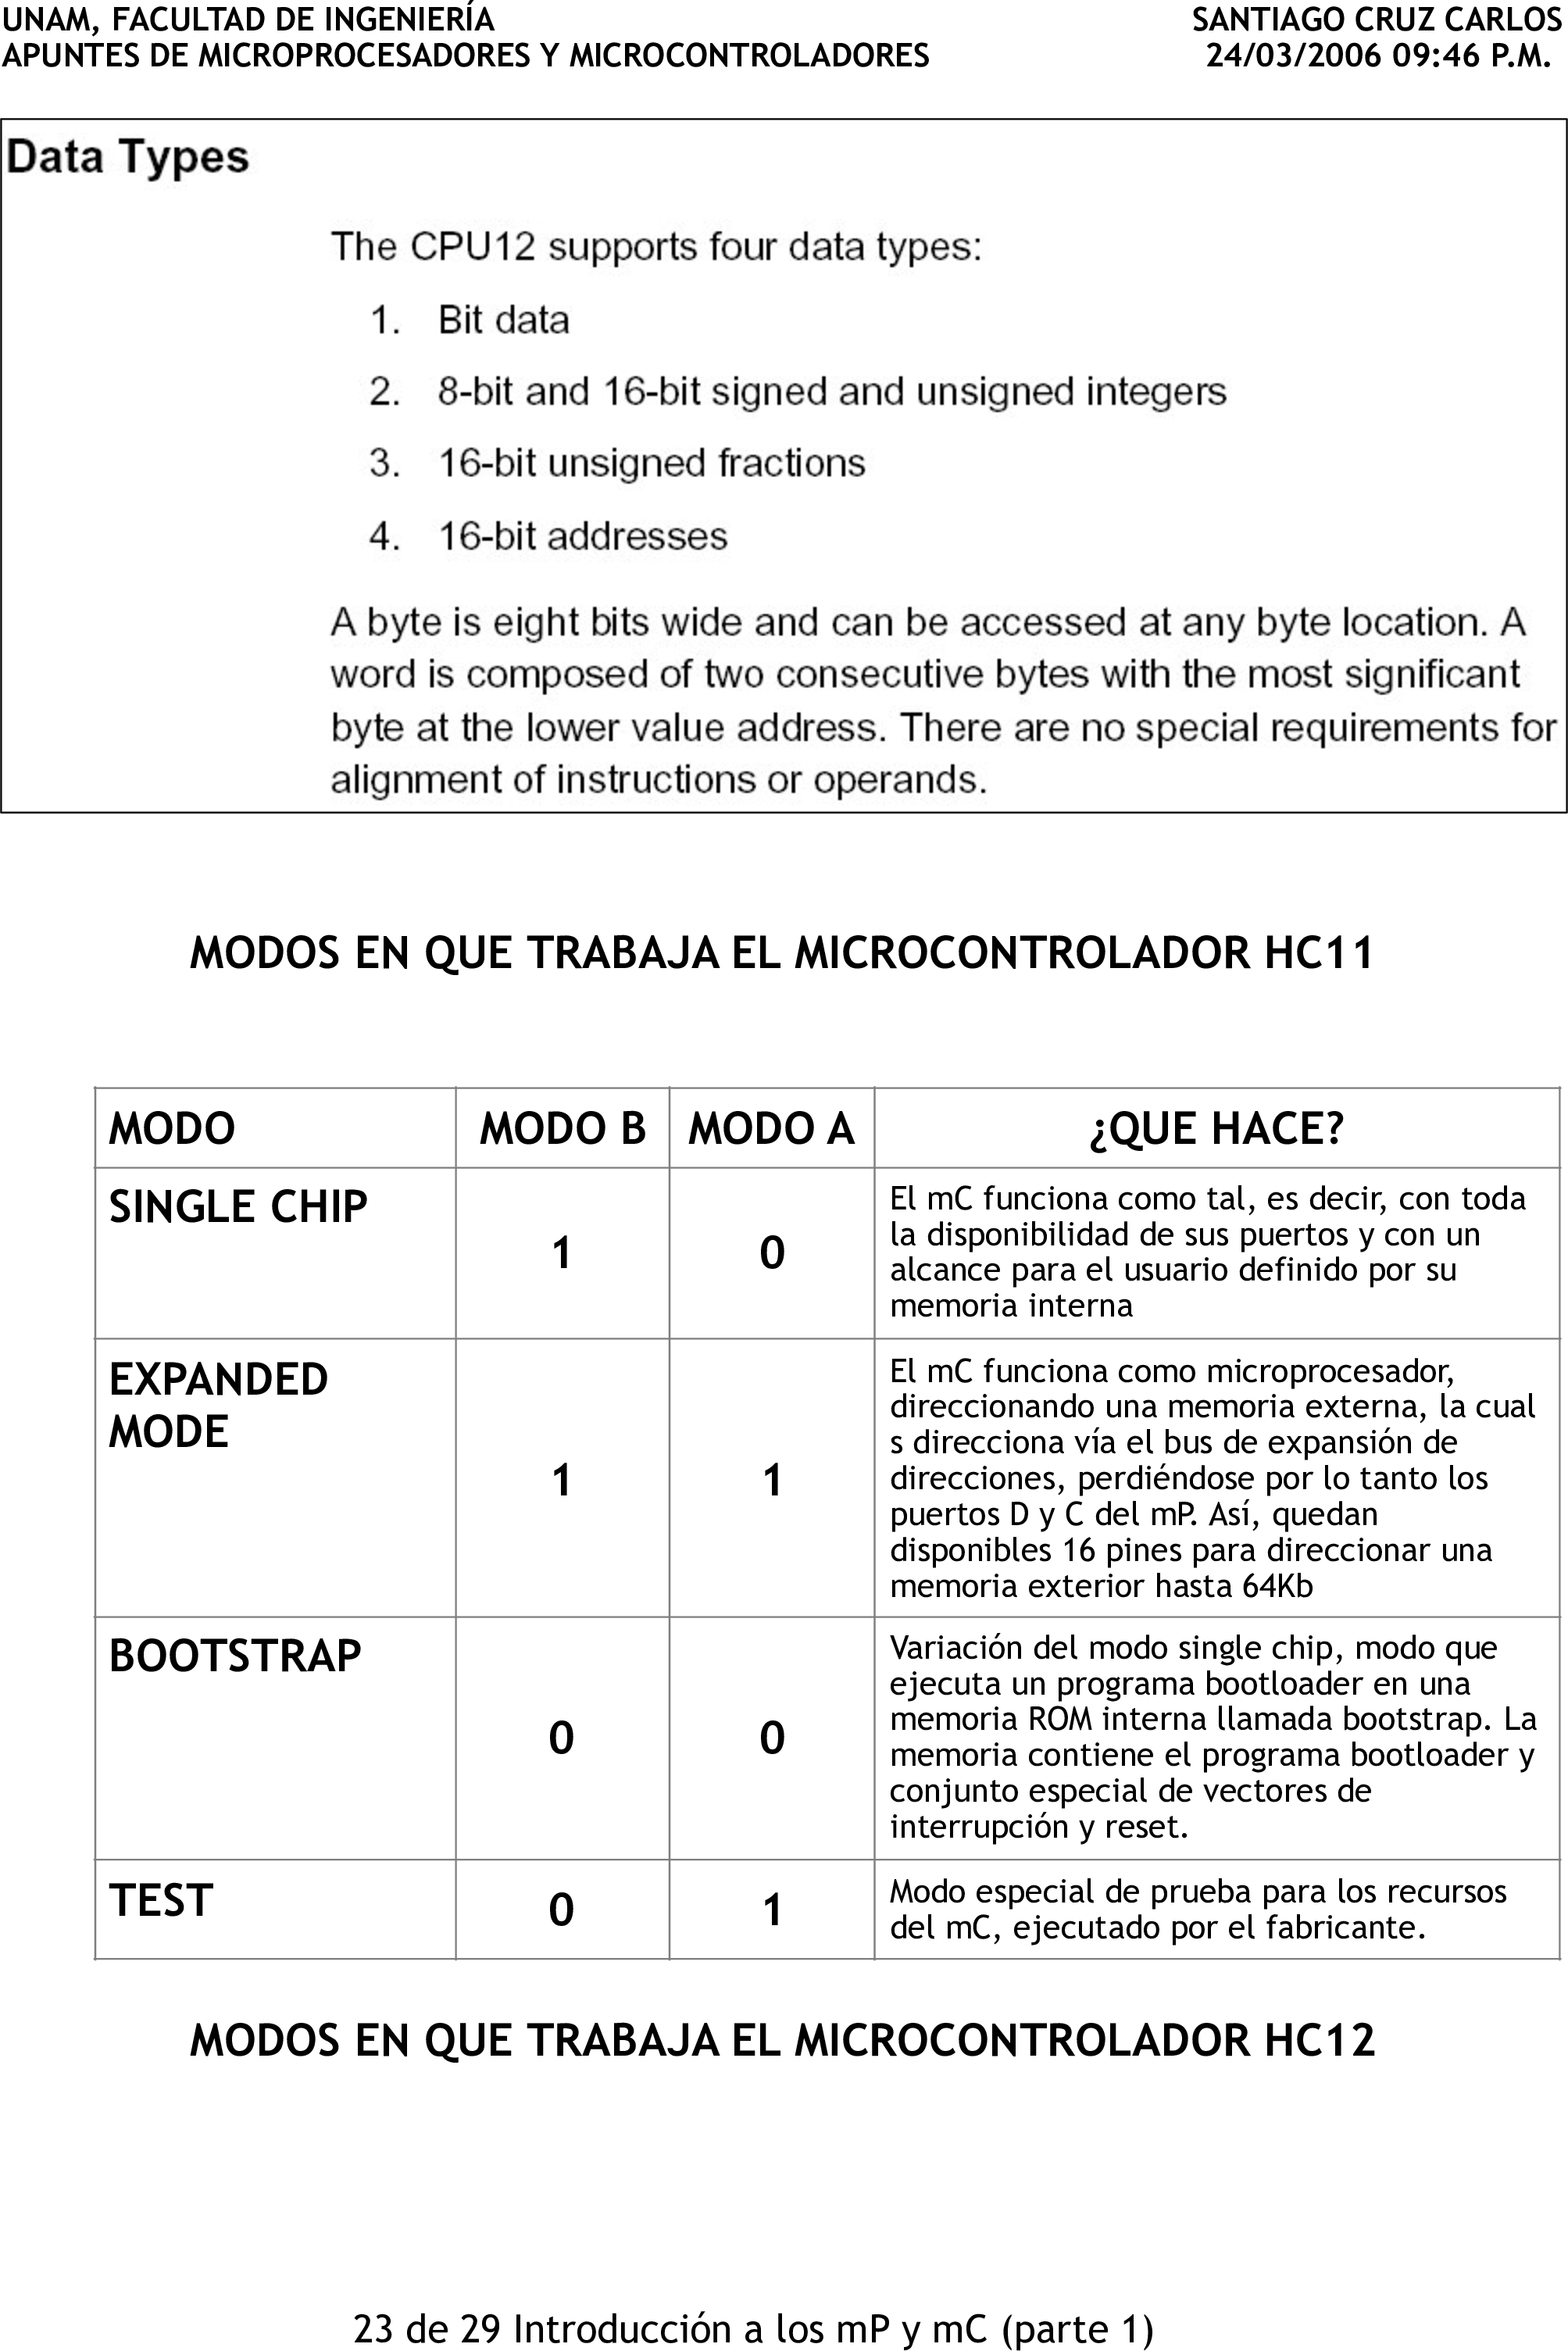 UNAM, FACULTAD DE INGENIERÍA SANTIAGO CRUZ CARLOS
APUNTES DE MICROPROCESADORES Y MICROCONTROLADORES 24/03/2006 09:46 P.M.
Data Types
The CPU12 supports four data types:
1. Bit data
2. 8-bit and 16-bit signed and unsigned integers
3. 16-bit unsigned fractions
4. 16-bit addresses
A byte is eight bits wide and can be accessed at any byte location. A
word is composed of two consecutive bytes with the most significant
byte at the lower value address. There are no special requirements for
alignment of instructions or operands.
MODOS EN QUE TRABAJA EL MICROCONTROLADOR HC11
MODO MODO B MODO A ¿QUE HACE?
SINGLE CHIP 1 0
El mC funciona como tal, es decir, con toda
la disponibilidad de sus puertos y con un
alcance para el usuario definido por su
memoria interna
EXPANDED
MODE 1 1
El mC funciona como microprocesador,
direccionando una memoria externa, la cual
s direcciona vía el bus de expansión de
direcciones, perdiéndose por lo tanto los
puertos D y C del mP. Así, quedan
disponibles 16 pines para direccionar una
memoria exterior hasta 64Kb
BOOTSTRAP 0 0
Variación del modo single chip, modo que
ejecuta un programa bootloader en una
memoria ROM interna llamada bootstrap. La
memoria contiene el programa bootloader y
conjunto especial de vectores de
interrupción y reset.
TEST 0 1
Modo especial de prueba para los recursos
del mC, ejecutado por el fabricante.
MODOS EN QUE TRABAJA EL MICROCONTROLADOR HC12
23 de 29 Introducción a los mP y mC (parte 1)